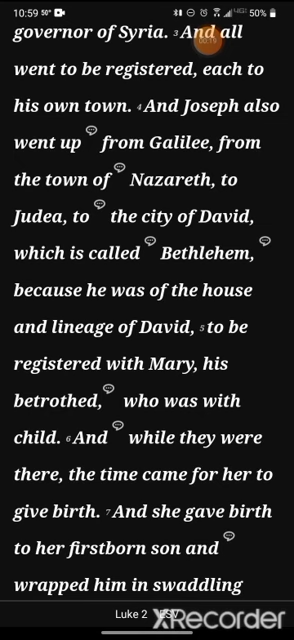 10:59 50° 50%
governor of Syria. 3 And all
00:19
went to be registered, each to
his own town. 4 And Joseph also
went up from Galilee, from
the town of Nazareth, to
Judea, to the city of David,
which is called Bethlehem,
because he was of the house
and lineage of David, 5 to be
registered with Mary, his
betrothed, who was with
child. 6 And while they were
there, the time came for her to
give birth. 7 And she gave birth
to her firstborn son and
wrapped him in swaddling
Luke 2 ESV
XRecorder